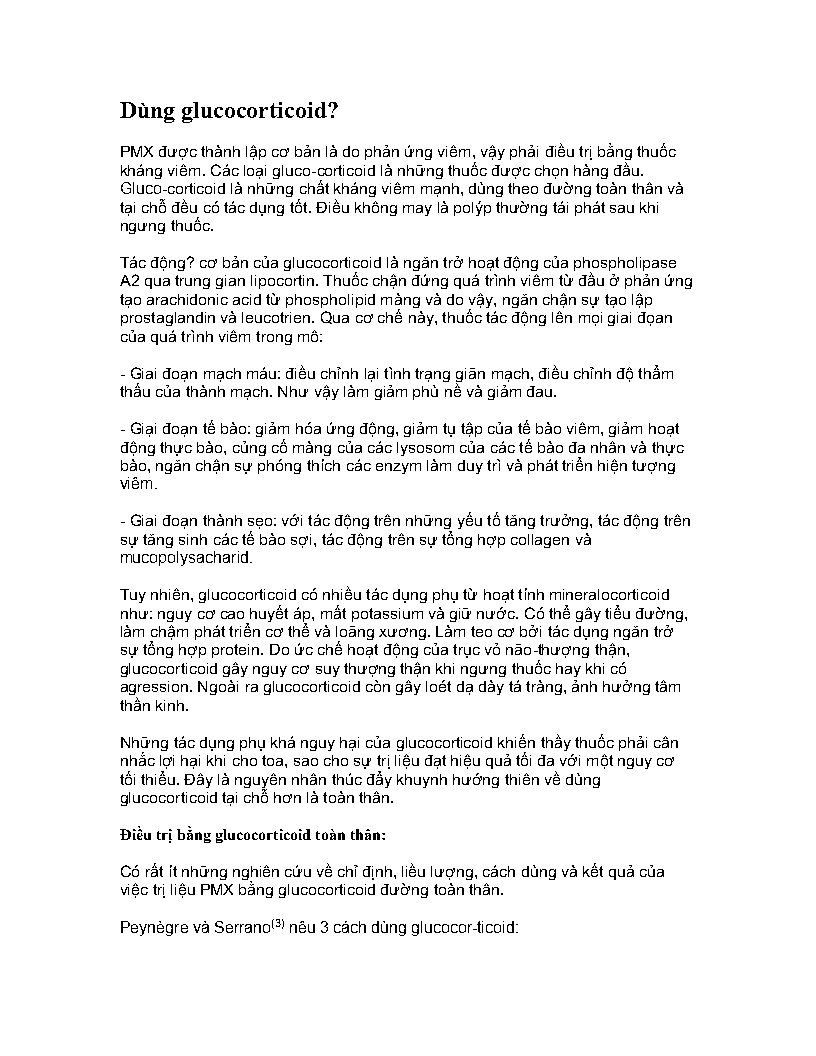 Dùng glucocorticoid?
PMX được thành lập cơ bản là do phản ứng viêm, vậy phải điều trị bằng thuốc
kháng viêm. Các loại gluco-corticoid là những thuốc được chọn hàng đầu.
Gluco-corticoid là những chất kháng viêm mạnh, dùng theo đường toàn thân và
tại chỗ đều có tác dụng tốt. Điều không may là polýp thường tái phát sau khi
ngưng thuốc.
Tác động? cơ bản của glucocorticoid là ngăn trở hoạt động của phospholipase
A2 qua trung gian lipocortin. Thuốc chận đứng quá trình viêm từ đầu ở phản ứng
tạo arachidonic acid từ phospholipid màng và do vậy, ngăn chận sự tạo lập
prostaglandin và leucotrien. Qua cơ chế này, thuốc tác động lên mọi giai đọan
của quá trình viêm trong mô:
- Giai đoạn mạch máu: điều chỉnh lại tình trạng giãn mạch, điều chỉnh độ thẩm
thấu của thành mạch. Như vậy làm giảm phù nề và giảm đau.
- Giại đoạn tế bào: giảm hóa ứng động, giảm tụ tập của tế bào viêm, giảm hoạt
động thực bào, củng cố màng của các lysosom của các tế bào đa nhân và thực
bào, ngăn chận sự phóng thích các enzym làm duy trì và phát triển hiện tượng
viêm.
- Giai đoạn thành sẹo: với tác động trên những yếu tố tăng trưởng, tác động trên
sự tăng sinh các tế bào sợi, tác động trên sự tổng hợp collagen và
mucopolysacharid.
Tuy nhiên, glucocorticoid có nhiều tác dụng phụ từ hoạt tính mineralocorticoid
như: nguy cơ cao huyết áp, mất potassium và giữ nước. Có thể gây tiểu đường,
làm chậm phát triển cơ thể và loãng xương. Làm teo cơ bởi tác dụng ngăn trở
sự tổng hợp protein. Do ức chế hoạt động của trục vỏ não-thượng thận,
glucocorticoid gây nguy cơ suy thượng thận khi ngưng thuốc hay khi có
agression. Ngoài ra glucocorticoid còn gây loét dạ dày tá tràng, ảnh hưởng tâm
thần kinh.
Những tác dụng phụ khá nguy hại của glucocorticoid khiến thầy thuốc phải cân
nhắc lợi hại khi cho toa, sao cho sự trị liệu đạt hiệu quả tối đa với một nguy cơ
tối thiểu. Đây là nguyên nhân thúc đẩy khuynh hướng thiên về dùng
glucocorticoid tại chỗ hơn là toàn thân.
Điều trị bằng glucocorticoid toàn thân:
Có rất ít những nghiên cứu về chỉ định, liều lượng, cách dùng và kết quả của
việc trị liệu PMX bằng glucocorticoid đường toàn thân.
Peynègre và Serrano(3) nêu 3 cách dùng glucocor-ticoid: